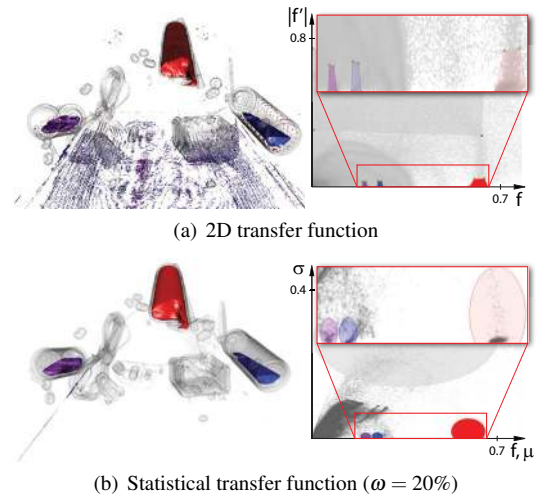 |f'|
0.8
0.7
f
(a) 2D transfer function
σ
0.4
0.7
f, μ
(b) Statistical transfer function (ω = 20%)